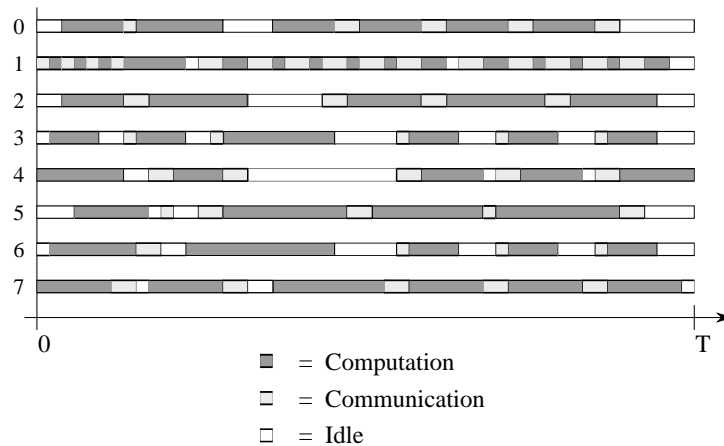 0
1
2
3
4
5
6
7
0 T
= Computation
= Communication
= Idle